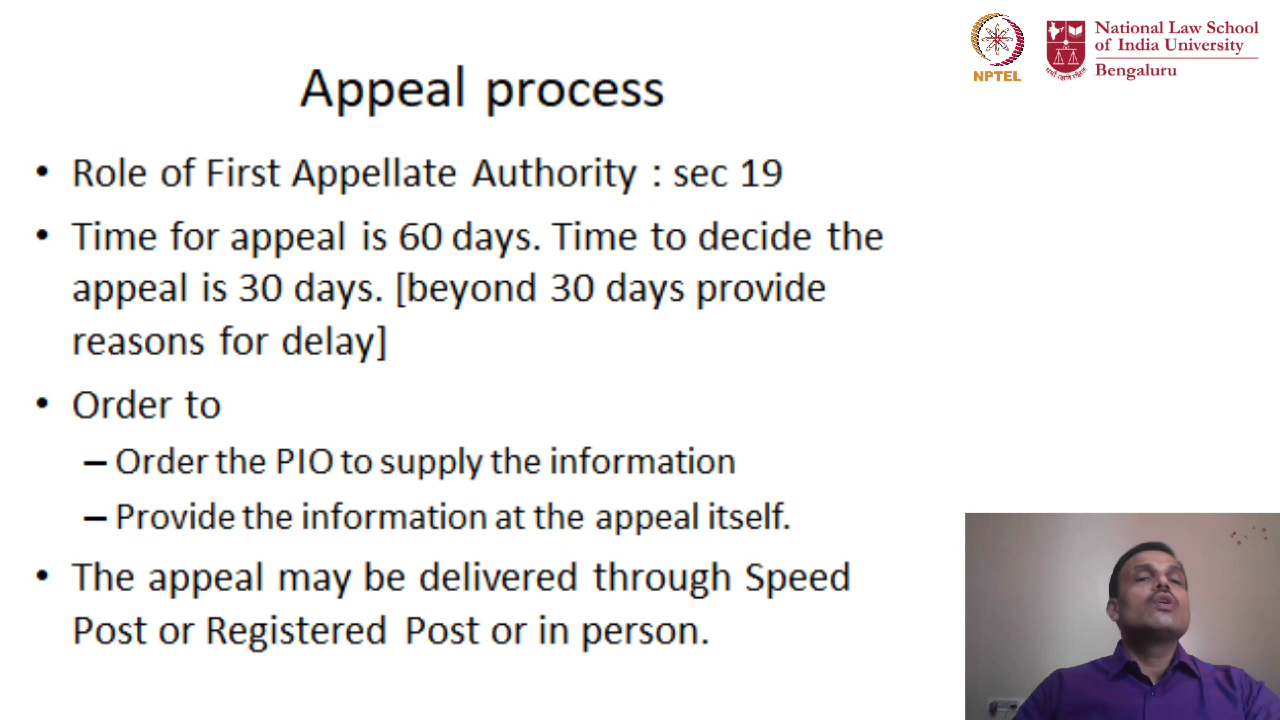 NPTEL
National Law School
of India University
Bengaluru
Appeal process
• Role of First Appellate Authority : sec 19
• Time for appeal is 60 days. Time to decide the
appeal is 30 days. [beyond 30 days provide
reasons for delay]
• Order to
– Order the PIO to supply the information
– Provide the information at the appeal itself.
• The appeal may be delivered through Speed
Post or Registered Post or in person.